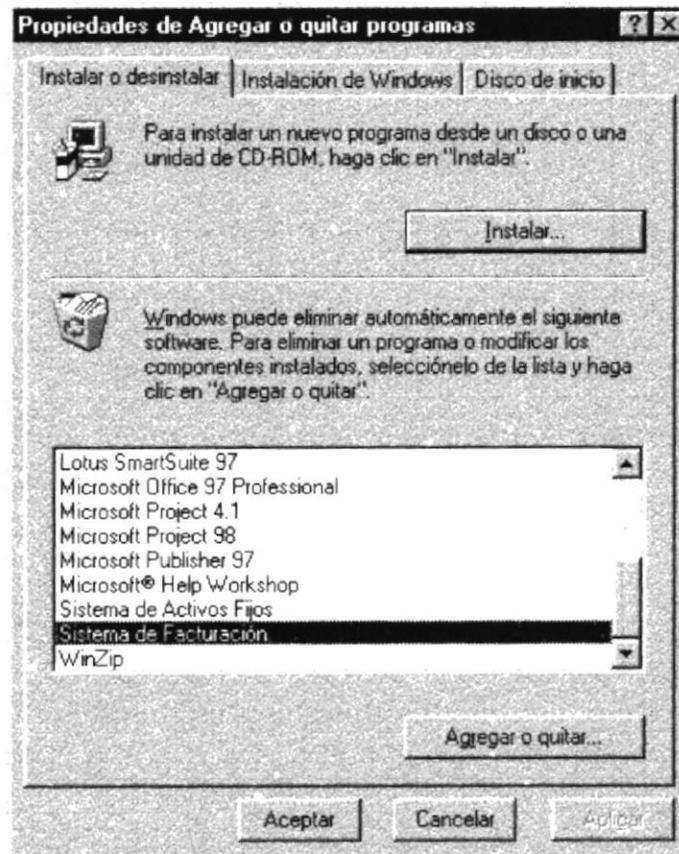 Propiedades de Agregar o quitar programas
Instalar o desinstalar Instalación de Windows Disco de inicio
Para instalar un nuevo programa desde un disco o una
unidad de CD-ROM, haga clic en "Instalar".
Instalar...
Windows puede eliminar automáticamente el siguiente
software. Para eliminar un programa o modificar los
componentes instalados, selecciónelo de la lista y haga
clic en "Agregar o quitar".
Lotus SmartSuite 97
Microsoft Office 97 Professional
Microsoft Project 4.1
Microsoft Project 98
Microsoft Publisher 97
Microsoft® Help Workshop
Sistema de Activos Fijos
Sistema de Facturación
WinZip
Agregar o quitar...
Aceptar Cancelar Aplicar